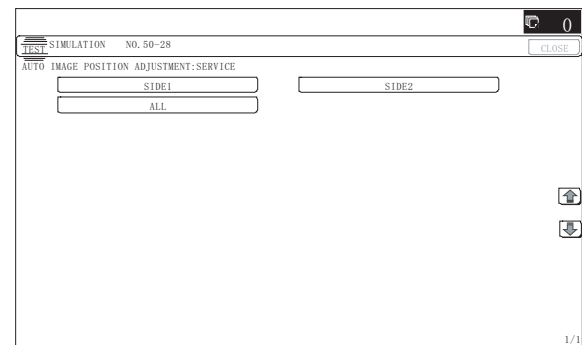 0
TEST SIMULATION NO.50-28 CLOSE
AUTO IMAGE POSITION ADJUSTMENT:SERVICE
SIDE1 SIDE2
ALL
1/1